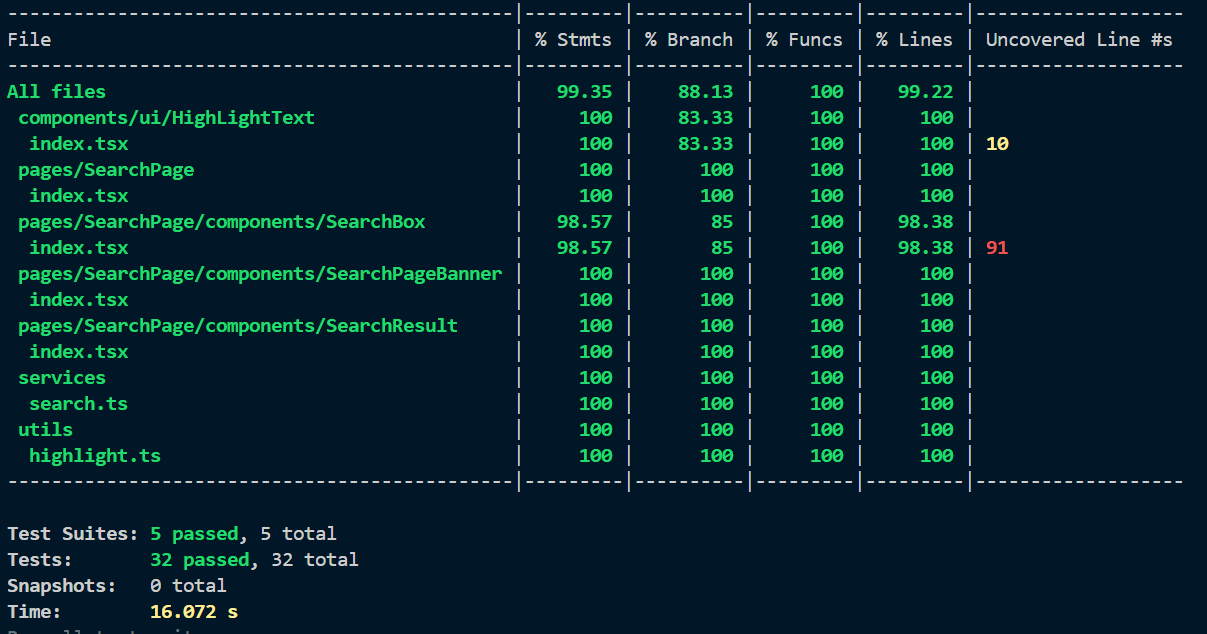 ----------------------------------------------|---------|----------|---------|---------|-------------------
File                                          | % Stmts | % Branch | % Funcs | % Lines | Uncovered Line #s
----------------------------------------------|---------|----------|---------|---------|-------------------
All files                                     |   99.35 |    88.13 |     100 |   99.22 |
 components/ui/HighLightText                  |     100 |    83.33 |     100 |     100 |
  index.tsx                                   |     100 |    83.33 |     100 |     100 | 10
 pages/SearchPage                             |     100 |      100 |     100 |     100 |
  index.tsx                                   |     100 |      100 |     100 |     100 |
 pages/SearchPage/components/SearchBox        |   98.57 |       85 |     100 |   98.38 |
  index.tsx                                   |   98.57 |       85 |     100 |   98.38 | 91
 pages/SearchPage/components/SearchPageBanner |     100 |      100 |     100 |     100 |
  index.tsx                                   |     100 |      100 |     100 |     100 |
 pages/SearchPage/components/SearchResult     |     100 |      100 |     100 |     100 |
  index.tsx                                   |     100 |      100 |     100 |     100 |
 services                                     |     100 |      100 |     100 |     100 |
  search.ts                                   |     100 |      100 |     100 |     100 |
 utils                                        |     100 |      100 |     100 |     100 |
  highlight.ts                                |     100 |      100 |     100 |     100 |
----------------------------------------------|---------|----------|---------|---------|-------------------
Test Suites: 5 passed, 5 total
Tests:       32 passed, 32 total
Snapshots:   0 total
Time:        16.072 s